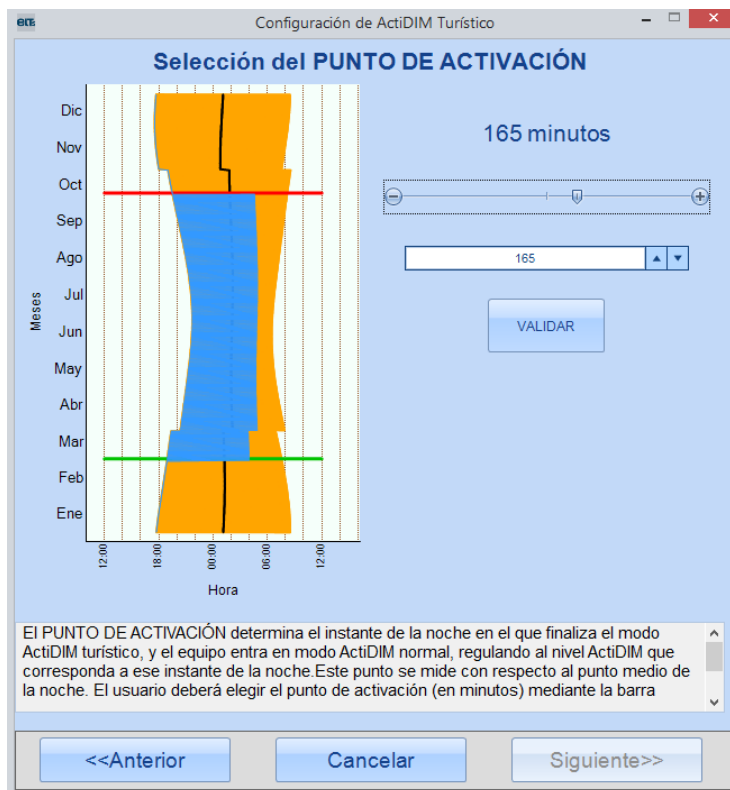 ELT
Configuración de ActiDIM Turístico
Selección del PUNTO DE ACTIVACIÓN
165 minutos
165
VALIDAR
Meses
Dic
Nov
Oct
Sep
Ago
Jul
Jun
May
Abr
Mar
Feb
Ene
12:00
18:00
00:00
06:00
12:00
Hora
El PUNTO DE ACTIVACIÓN determina el instante de la noche en el que finaliza el modo
ActiDIM turístico, y el equipo entra en modo ActiDIM normal, regulando al nivel ActiDIM que
corresponda a ese instante de la noche.Este punto se mide con respecto al punto medio de
la noche. El usuario deberá elegir el punto de activación (en minutos) mediante la barra
<<Anterior
Cancelar
Siguiente>>